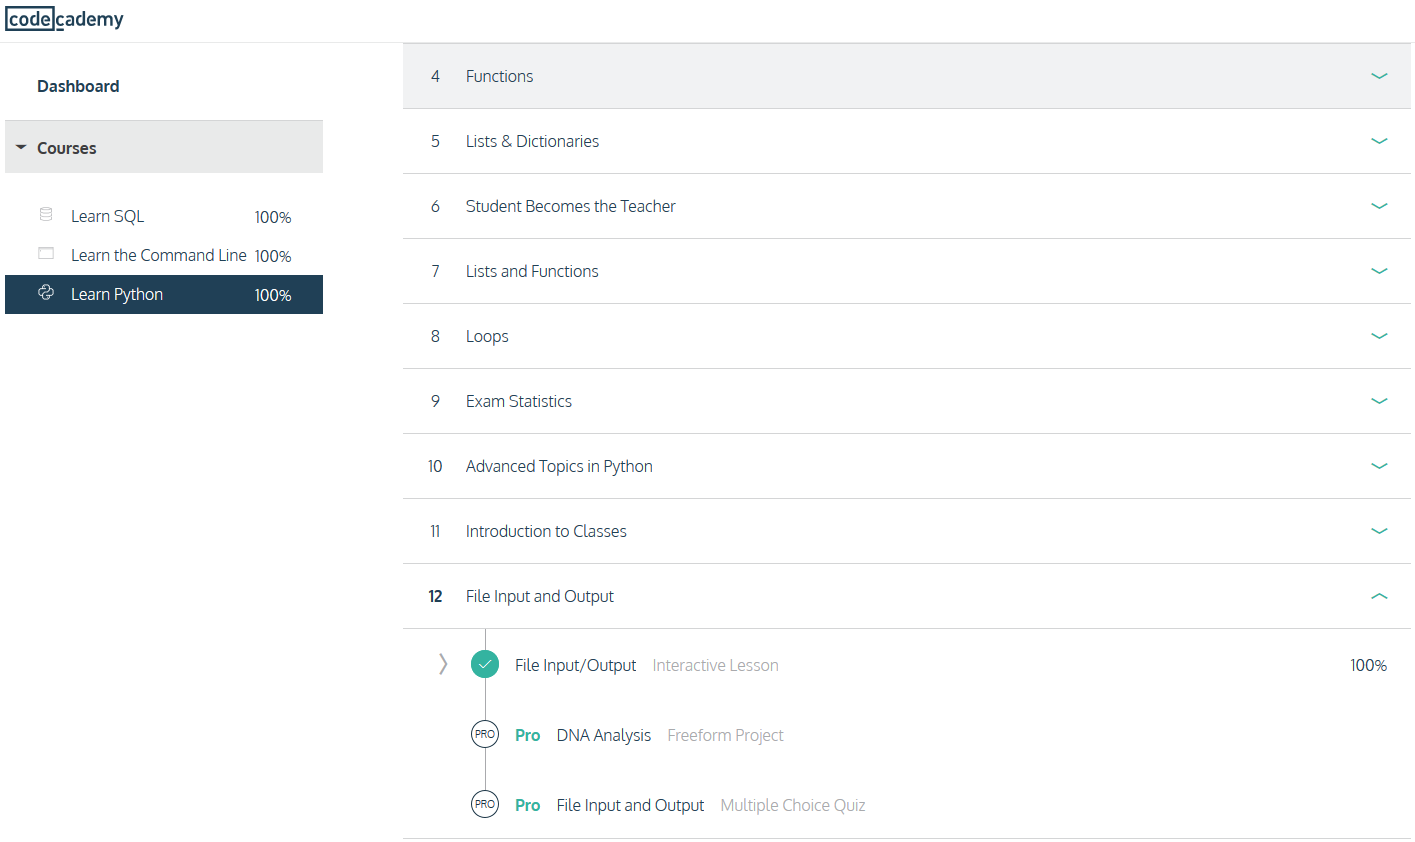 codecademy
Dashboard
Courses
Learn SQL 100%
Learn the Command Line 100%
Learn Python 100%
4 Functions
5 Lists & Dictionaries
6 Student Becomes the Teacher
7 Lists and Functions
8 Loops
9 Exam Statistics
10 Advanced Topics in Python
11 Introduction to Classes
12 File Input and Output
File Input/Output Interactive Lesson 100%
PRO Pro DNA Analysis Freeform Project
PRO Pro File Input and Output Multiple Choice Quiz